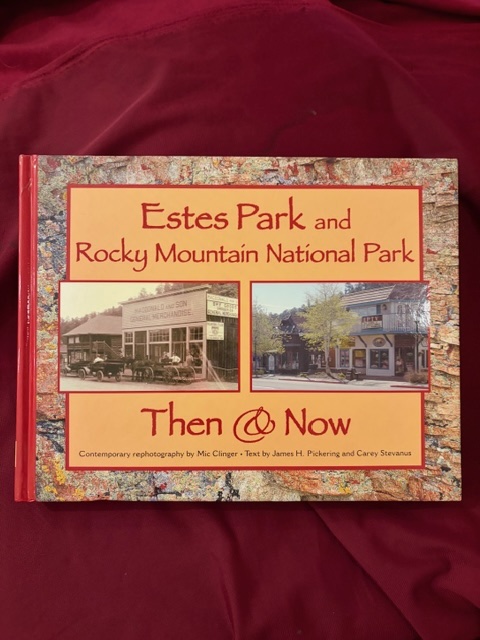 Estes Park and
Rocky Mountain National Park
Then & Now
Contemporary rephotography by Mic Clinger • Text by James H. Pickering and Carey Stevanus